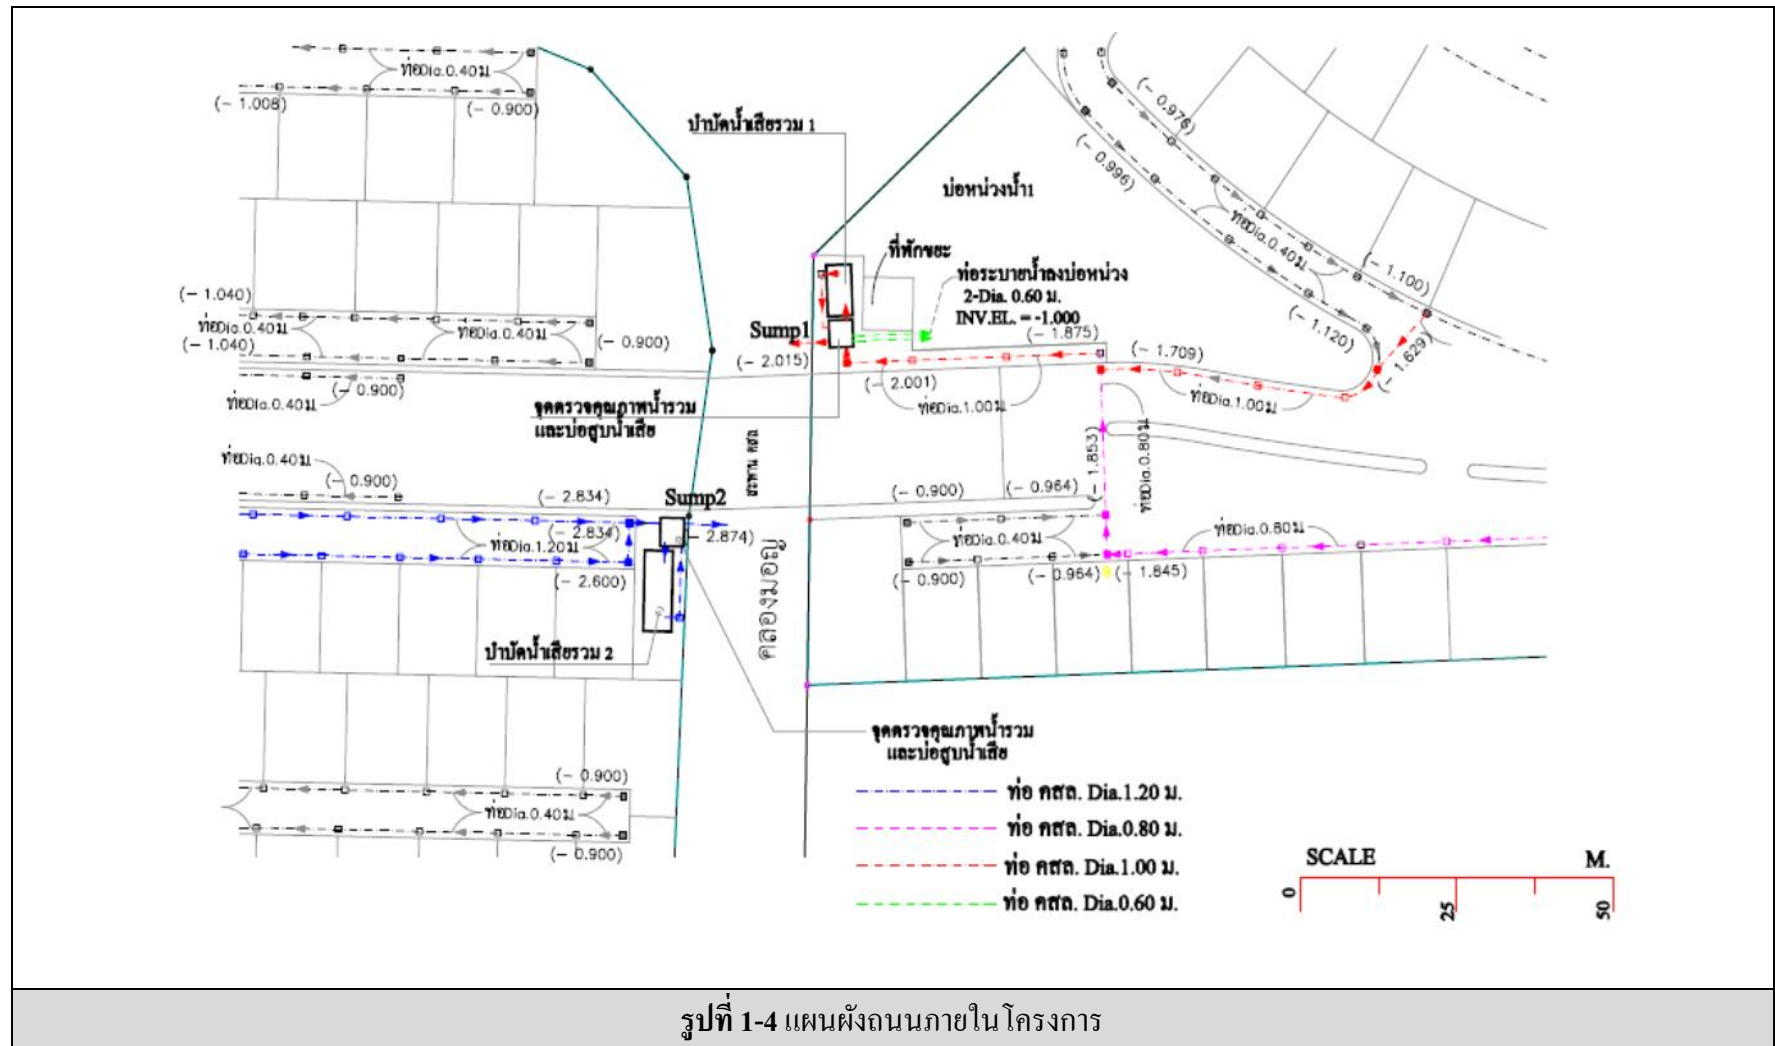 ท่อDia.0.40ม
(- 1.008)
(- 0.900)
บำบัดน้ำเสียรวม 1
บ่อหน่วงน้ำ1
(- 0.976)
(- 0.996)
ท่อDia.0.40ม
(- 1.100)
(- 1.120)
(- 1.629)
ที่พักขยะ
ท่อระบายน้ำลงบ่อหน่วง
2-Dia. 0.60 ม.
INV.EL. = -1.000
(- 1.040)
ท่อDia.0.40ม
(- 1.040)
ท่อDia.0.40ม
(- 0.900)
Sump1
(- 2.015)
(- 1.875)
(- 1.709)
(- 2.001)
ท่อDia.1.00ม
ท่อDia.1.00ม
(- 0.900)
ท่อDia.0.40ม
จุดตรวจคุณภาพน้ำรวม
และบ่อสูบน้ำเสีย
สะพาน คสล
(- 1.853)
ท่อDia.0.80ม
ท่อDia.0.40ม
(- 0.900)
(- 2.834)
Sump2
(- 0.900)
(- 0.964)
(- 2.834)
(- 2.874)
ท่อDia.1.20ม
ท่อDia.0.40ม
ท่อDia.0.80ม
(- 2.600)
(- 0.900)
(- 0.964)
(- 1.845)
คลองมอญ
บำบัดน้ำเสียรวม 2
จุดตรวจคุณภาพน้ำรวม
และบ่อสูบน้ำเสีย
(- 0.900)
ท่อDia.0.40ม
(- 0.900)
ท่อ คสล. Dia.1.20 ม.
ท่อ คสล. Dia.0.80 ม.
ท่อ คสล. Dia.1.00 ม.
ท่อ คสล. Dia.0.60 ม.
SCALE M.
0 25 50
รูปที่ 1-4 แผนผังถนนภายในโครงการ